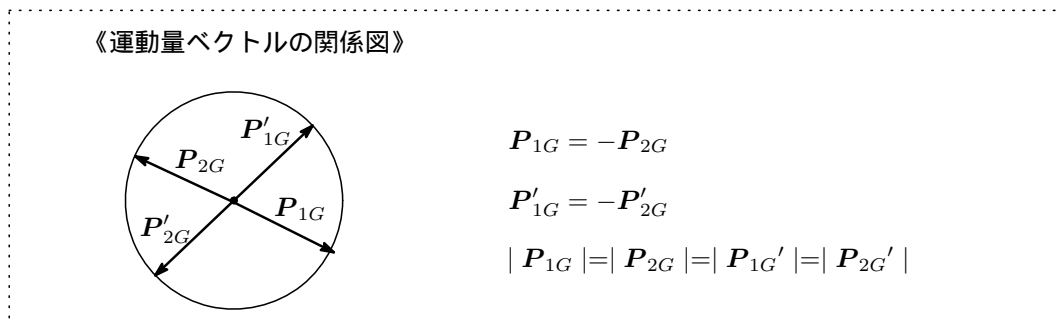 《運動量ベクトルの関係図》
P′1G
P2G
P1G
P′2G
P1G = −P2G
P′1G = −P′2G
| P1G |=| P2G |=| P1G′ |=| P2G′ |